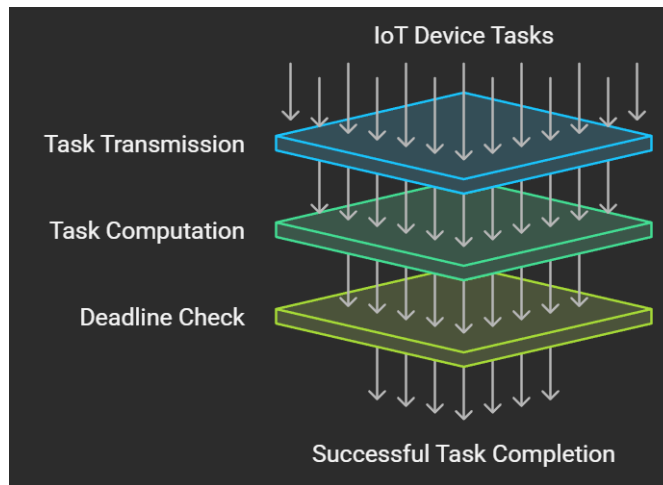 IoT Device Tasks
Task Transmission
Task Computation
Deadline Check
Successful Task Completion